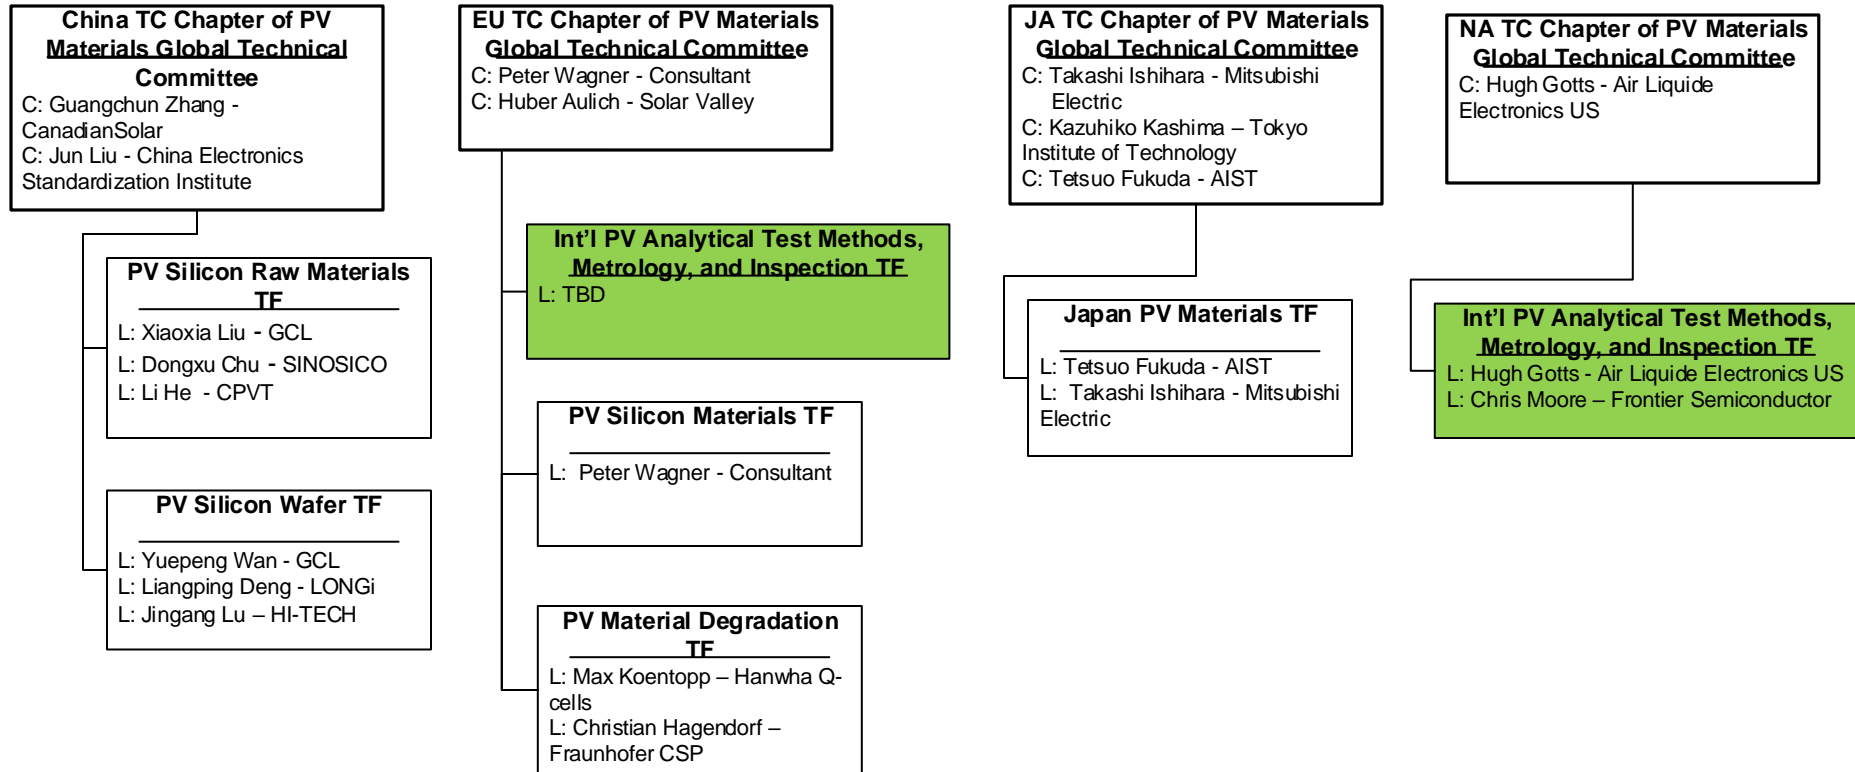 China TC Chapter of PV
Materials Global Technical
Committee
C: Guangchun Zhang -
CanadianSolar
C: Jun Liu - China Electronics
Standardization Institute
PV Silicon Raw Materials
TF
L: Xiaoxia Liu - GCL
L: Dongxu Chu - SINOSICO
L: Li He - CPVT
PV Silicon Wafer TF
L: Yuepeng Wan - GCL
L: Liangping Deng - LONGi
L: Jingang Lu – HI-TECH
EU TC Chapter of PV Materials
Global Technical Committee
C: Peter Wagner - Consultant
C: Huber Aulich - Solar Valley
Int'l PV Analytical Test Methods,
Metrology, and Inspection TF
L: TBD
PV Silicon Materials TF
L: Peter Wagner - Consultant
PV Material Degradation
TF
L: Max Koentopp – Hanwha Q-
cells
L: Christian Hagendorf –
Fraunhofer CSP
JA TC Chapter of PV Materials
Global Technical Committee
C: Takashi Ishihara - Mitsubishi
Electric
C: Kazuhiko Kashima – Tokyo
Institute of Technology
C: Tetsuo Fukuda - AIST
Japan PV Materials TF
L: Tetsuo Fukuda - AIST
L: Takashi Ishihara - Mitsubishi
Electric
NA TC Chapter of PV Materials
Global Technical Committee
C: Hugh Gotts - Air Liquide
Electronics US
Int'l PV Analytical Test Methods,
Metrology, and Inspection TF
L: Hugh Gotts - Air Liquide Electronics US
L: Chris Moore – Frontier Semiconductor